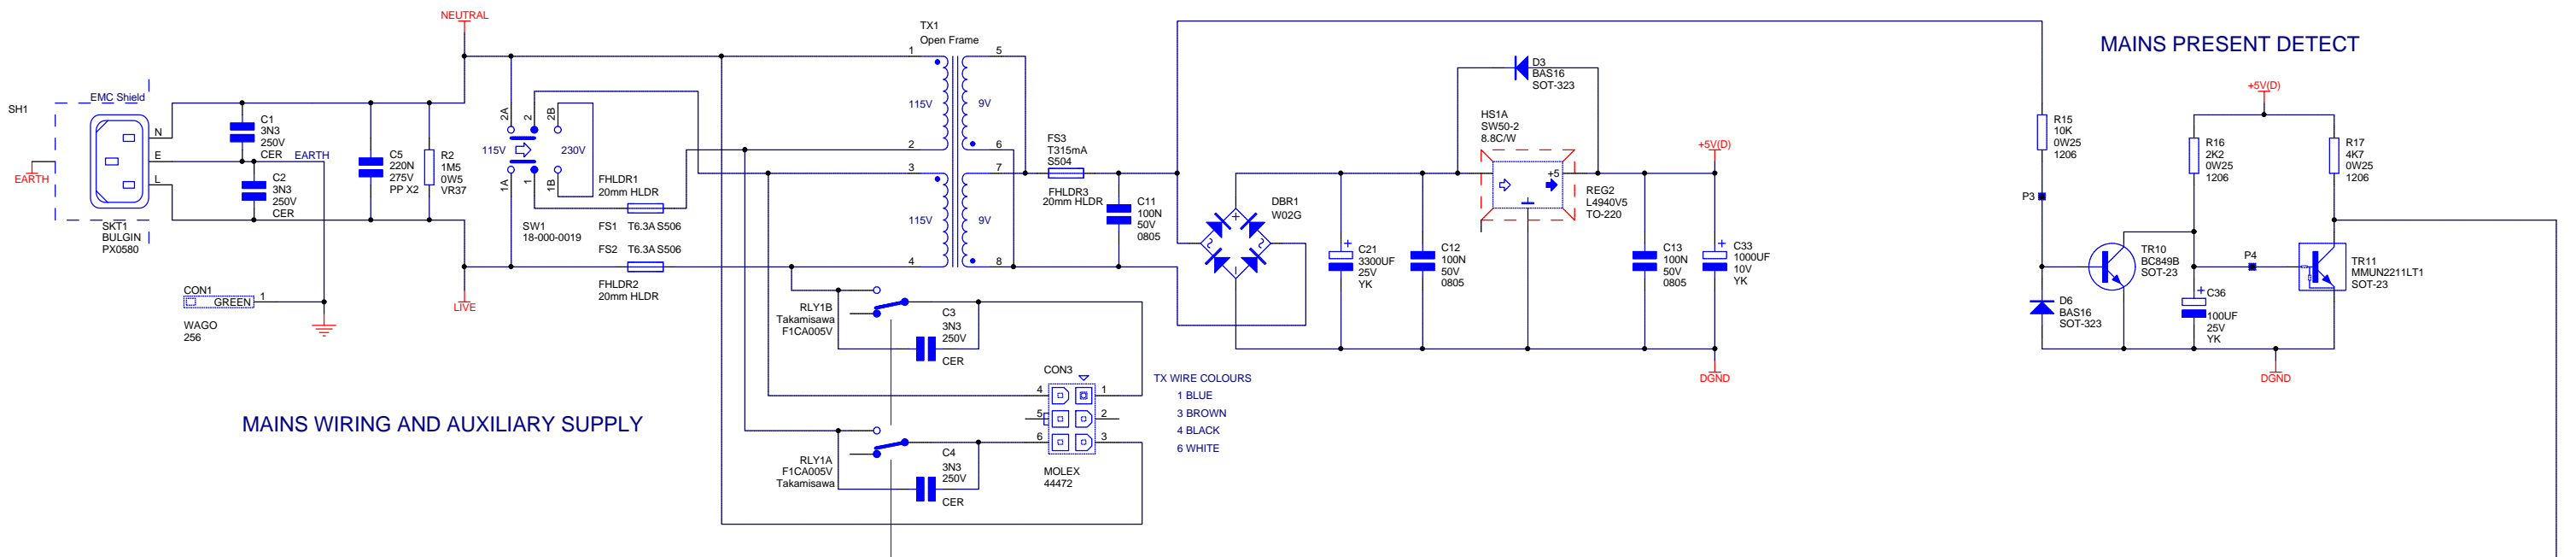 NEUTRAL
SH1
EMC Shield
N
E
L
EARTH
SKT1
BULGIN
PX0580
C1
3N3
250V
CER
EARTH
C2
3N3
250V
CER
C5
220N
275V
PP X2
R2
1M5
0W5
VR37
CON1
GREEN
1
WAGO
256
LIVE
2A
2
2B
115V
230V
1A
1
1B
SW1
18-000-0019
FHLDR1
20mm HLDR
FS1 T6.3A S506
FS2 T6.3A S506
FHLDR2
20mm HLDR
TX1
Open Frame
1
5
115V
9V
2
6
3
7
115V
9V
4
8
FS3
T315mA
S504
FHLDR3
20mm HLDR
C11
100N
50V
0805
DBR1
W02G
RLY1B
Takamisawa
F1CA005V
C3
3N3
250V
CER
RLY1A
F1CA005V
Takamisawa
C4
3N3
250V
CER
CON3
4
1
5
2
6
3
MOLEX
44472
TX WIRE COLOURS
1 BLUE
3 BROWN
4 BLACK
6 WHITE
MAINS WIRING AND AUXILIARY SUPPLY
C21
3300UF
25V
YK
C12
100N
50V
0805
D3
BAS16
SOT-323
HS1A
SW50-2
8.8C/W
+5
REG2
L4940V5
TO-220
C13
100N
50V
0805
+5V(D)
C33
1000UF
10V
YK
DGND
MAINS PRESENT DETECT
+5V(D)
R15
10K
0W25
1206
R16
2K2
0W25
1206
R17
4K7
0W25
1206
P3
TR10
BC849B
SOT-23
P4
TR11
MMUN2211LT1
SOT-23
D6
BAS16
SOT-323
C36
100UF
25V
YK
DGND